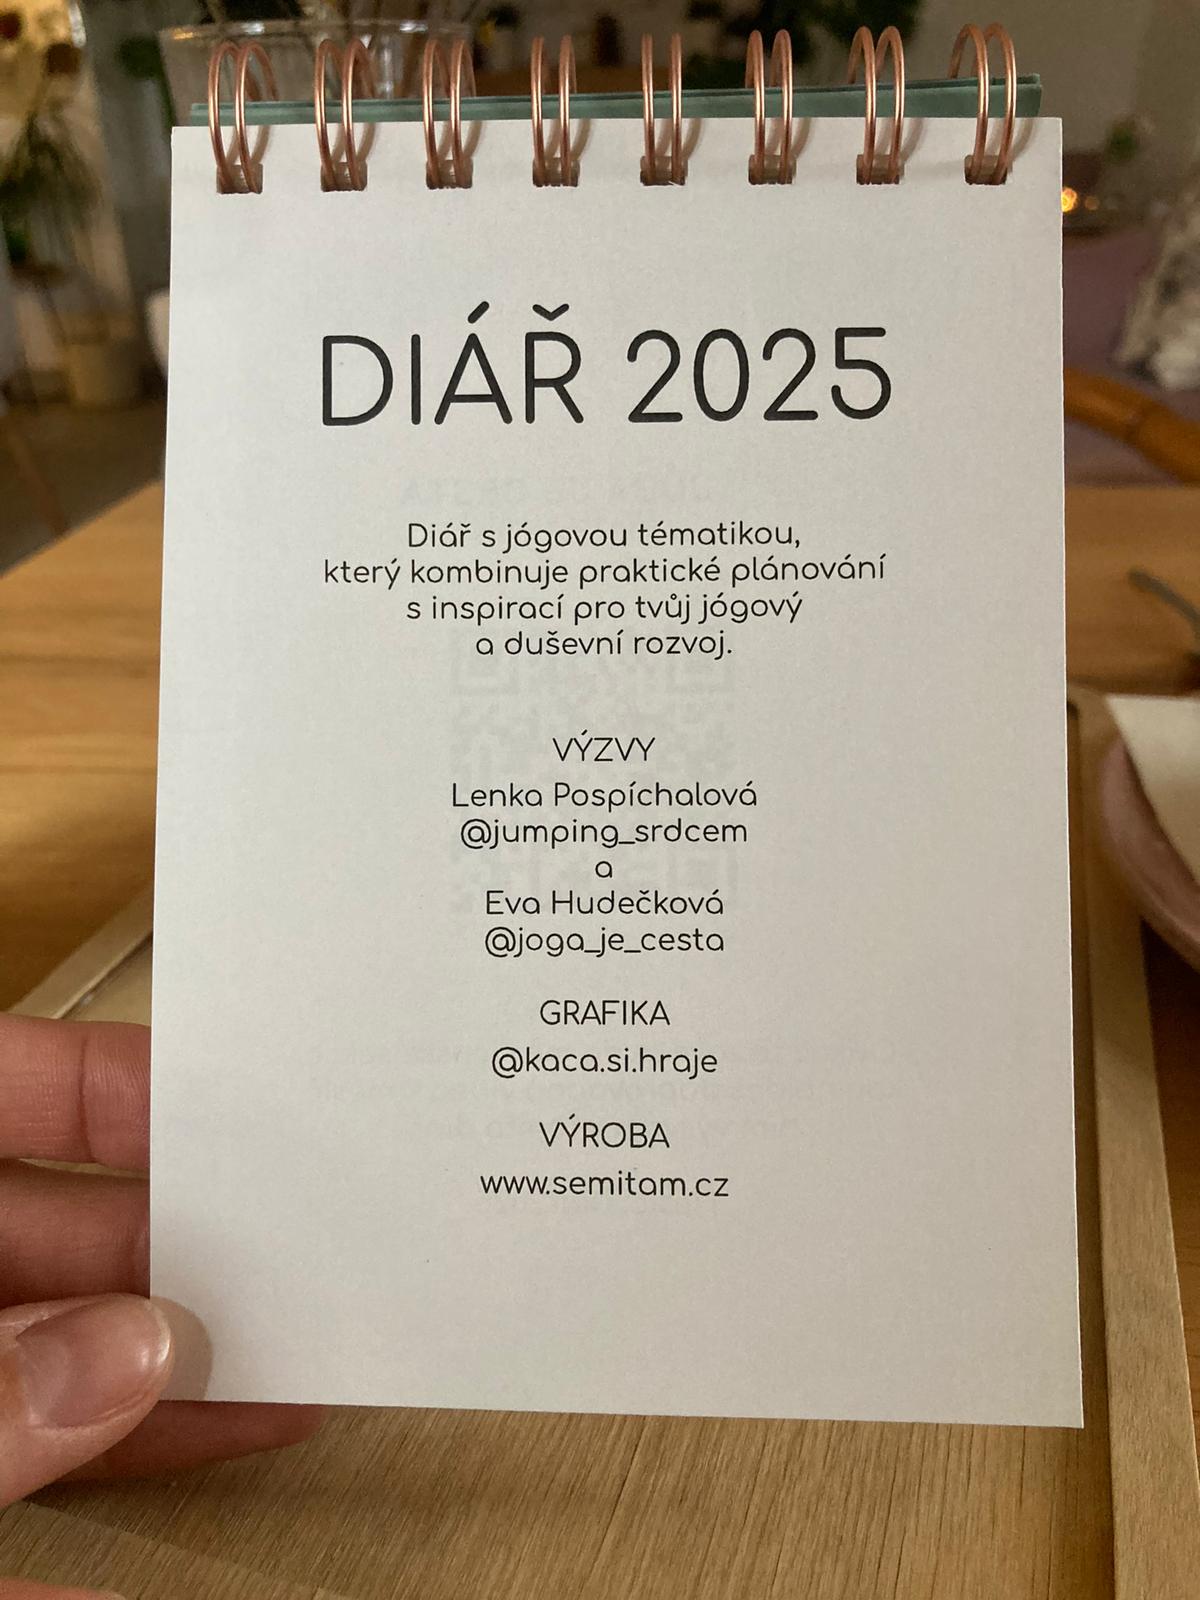 DIÁŘ 2025
Diář s jógovou tématikou,
který kombinuje praktické plánování
s inspirací pro tvůj jógový
a duševní rozvoj.
VÝZVY
Lenka Pospíchalová
@jumping_srdcem
a
Eva Hudečková
@joga_je_cesta
GRAFIKA
@kaca.si.hraje
VÝROBA
www.semitam.cz